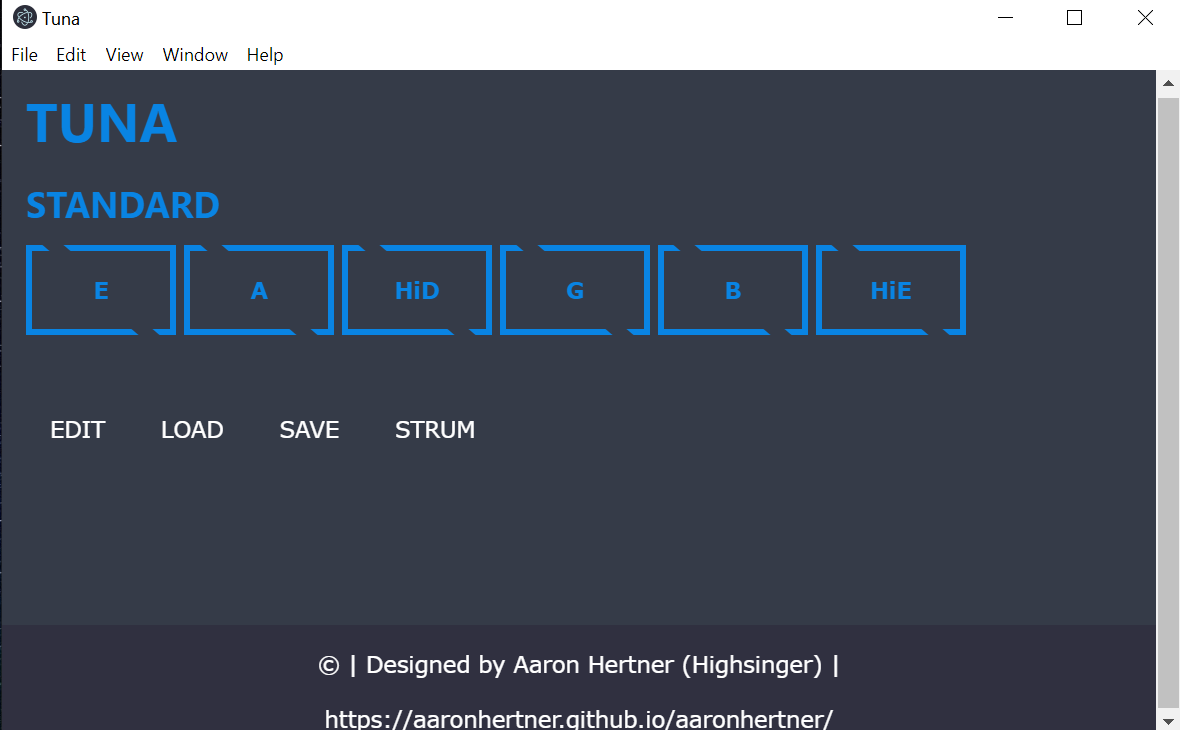 Tuna
File Edit View Window Help
TUNA
STANDARD
E A HiD G B HiE
EDIT LOAD SAVE STRUM
© | Designed by Aaron Hertner (Highsinger) |
https://aaronhertner.github.io/aaronhertner/